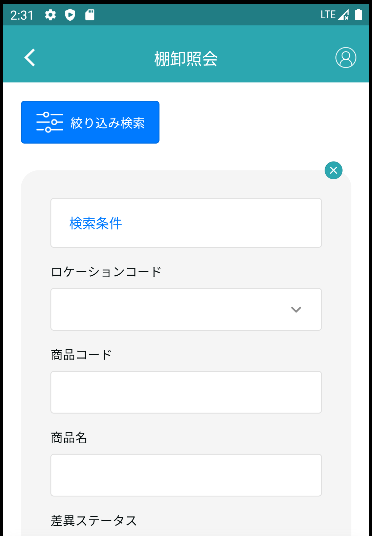 2:31 LTE
棚卸照会
絞り込み検索
検索条件
ロケーションコード
商品コード
商品名
差異ステータス